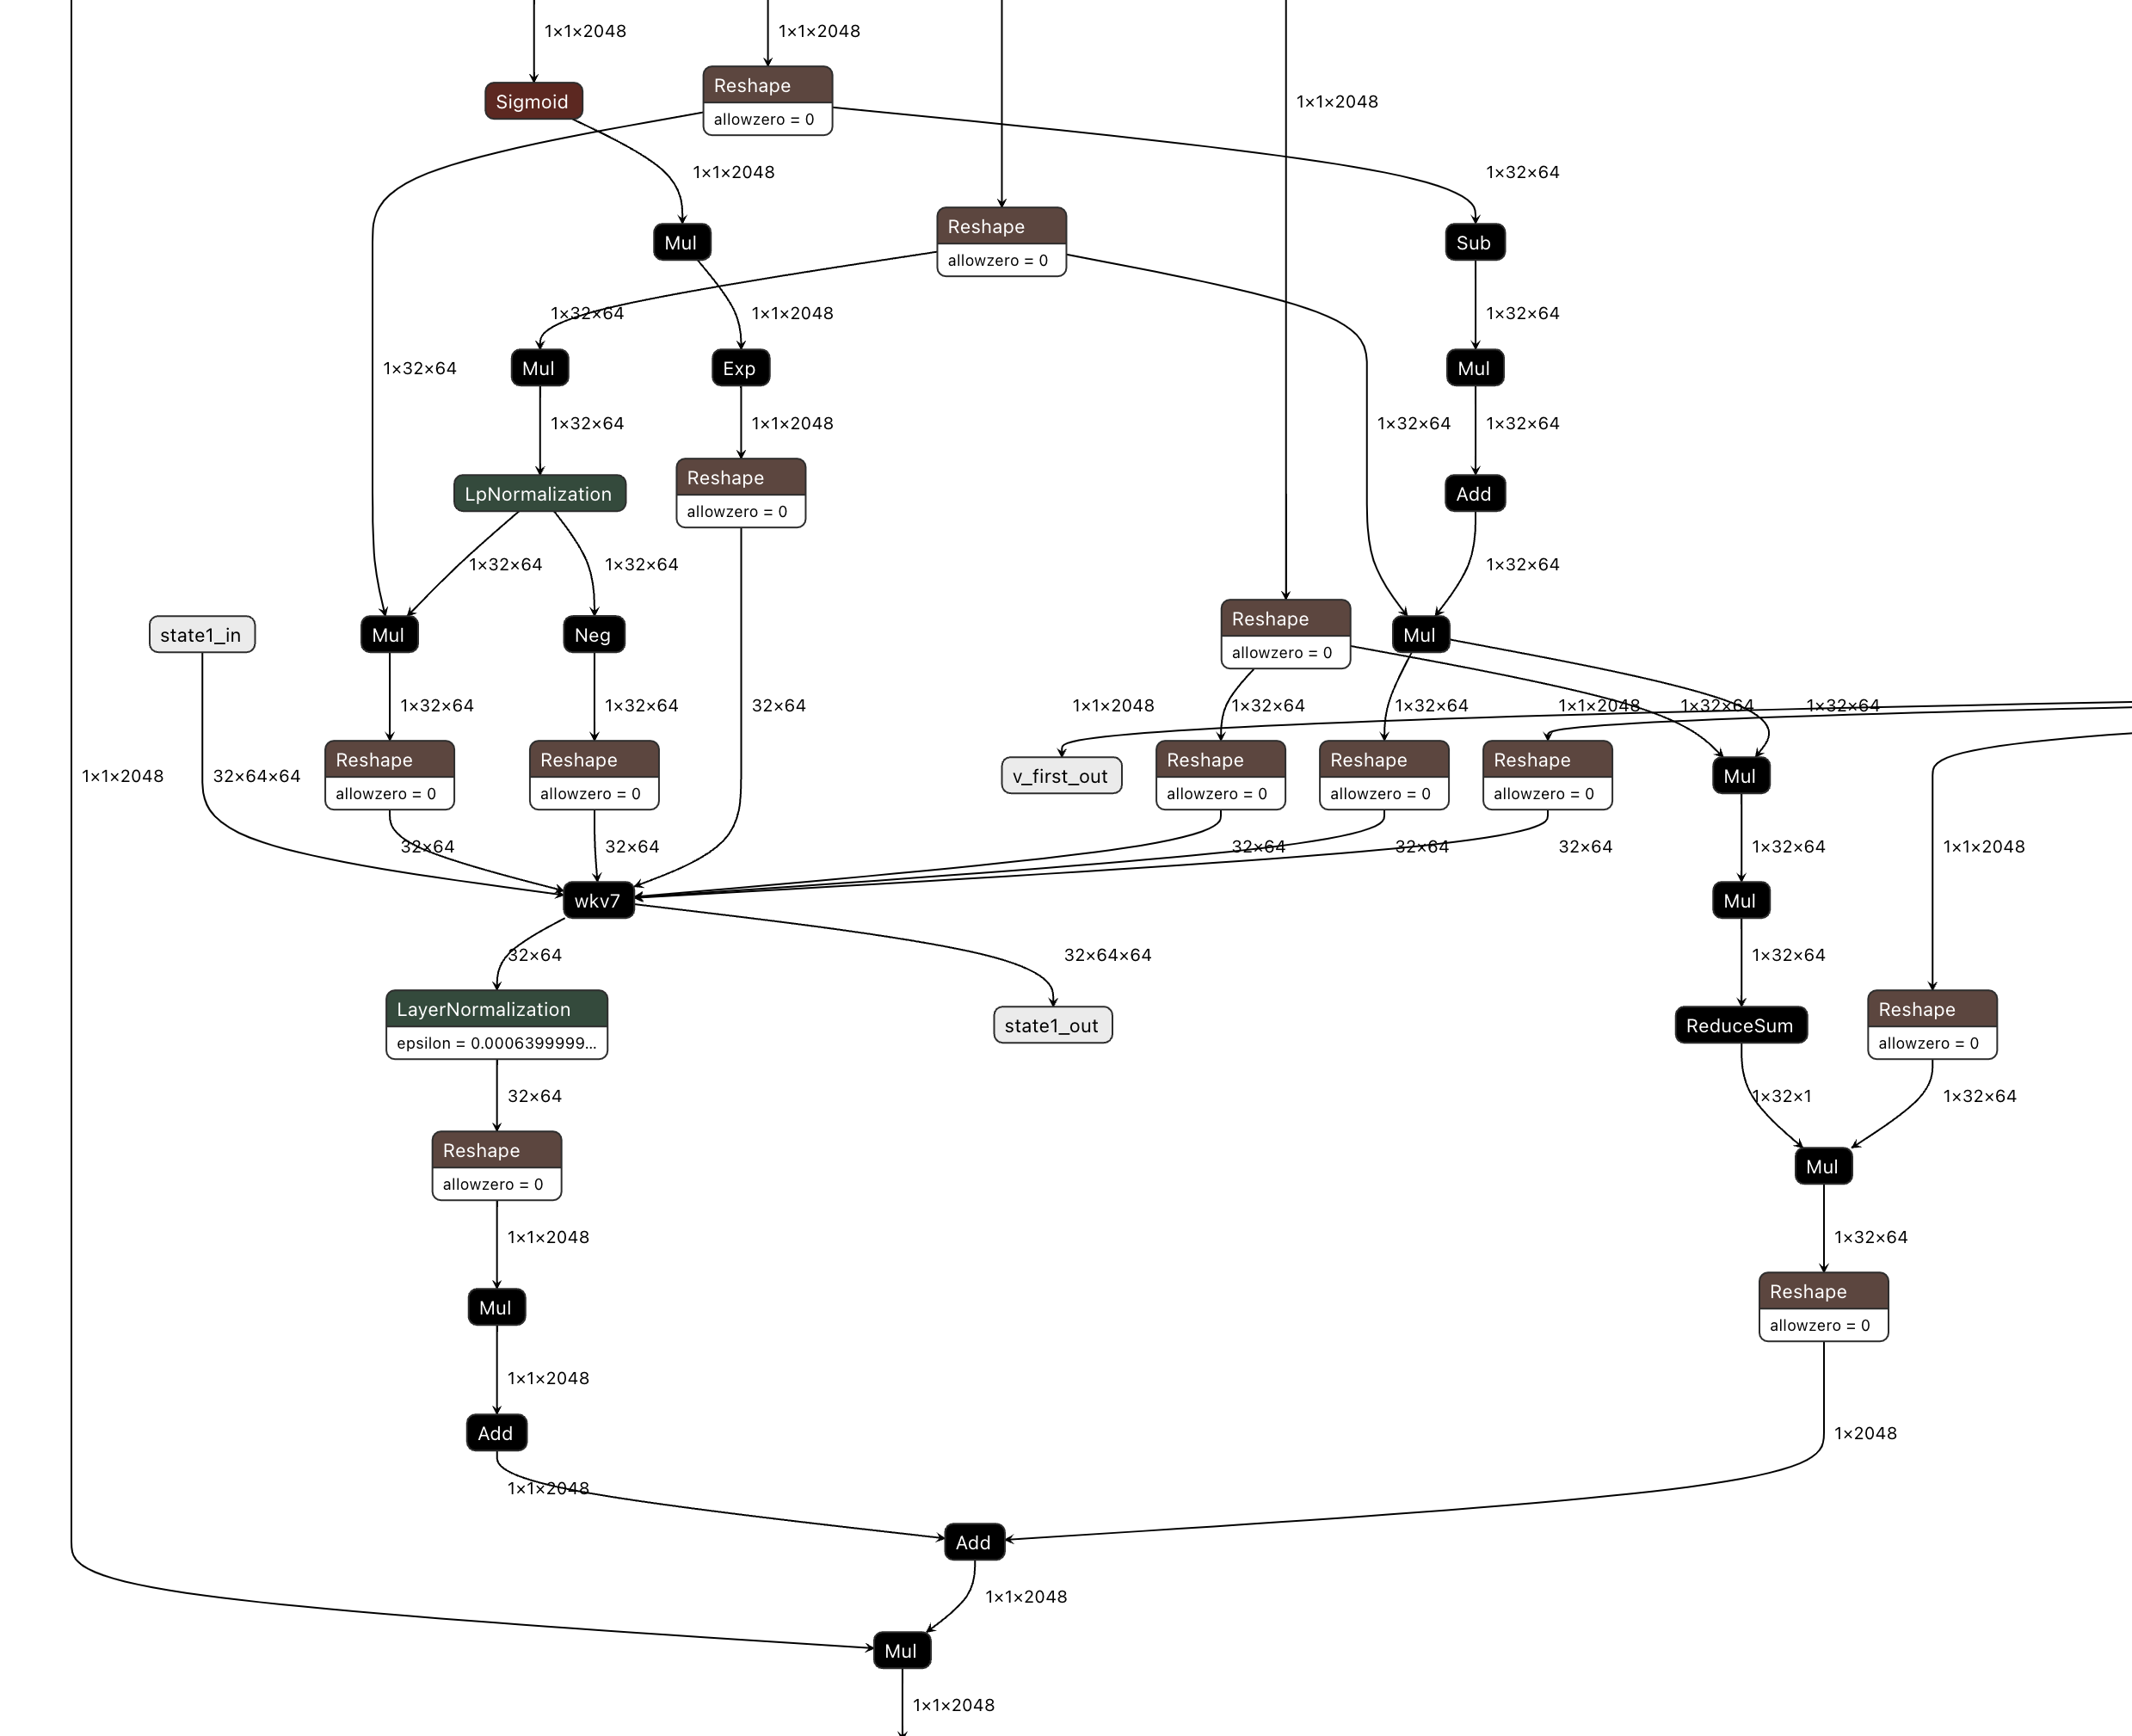 1×1×2048
1×1×2048
Reshape
Sigmoid
1×1×2048
allowzero = 0
1×1×2048
1×32×64
Reshape
Mul
Sub
allowzero = 0
1×32×64
1×1×2048
1×32×64
1×32×64
Mul
Exp
Mul
1×32×64
1×1×2048
1×32×64
1×32×64
Reshape
LpNormalization
Add
allowzero = 0
1×32×64
1×32×64
1×32×64
Reshape
state1_in
Mul
Neg
Mul
allowzero = 0
1×32×64
1×32×64
32×64
1×1×2048
1×32×64
1×32×64
1×1×2048
1×32×64
1×32×64
Reshape
Reshape
Reshape
Reshape
Reshape
1×1×2048
32×64×64
v_first_out
Mul
allowzero = 0
allowzero = 0
allowzero = 0
allowzero = 0
allowzero = 0
32×64
32×64
32×64
32×64
32×64
1×32×64
1×1×2048
wkv7
Mul
32×64
32×64×64
1×32×64
LayerNormalization
Reshape
state1_out
ReduceSum
epsilon = 0.0006399999...
allowzero = 0
32×64
1×32×1
1×32×64
Reshape
Mul
allowzero = 0
1×1×2048
1×32×64
Reshape
Mul
allowzero = 0
1×1×2048
Add
1×2048
1×1×2048
Add
1×1×2048
Mul
1×1×2048